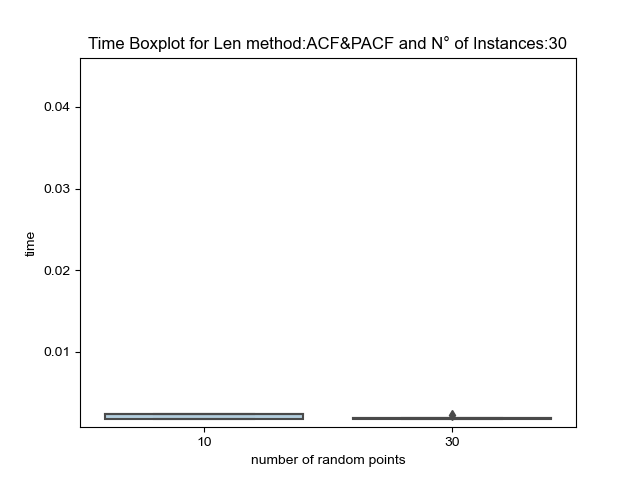 Time Boxplot for Len method:ACF&PACF and N° of Instances:30
0.04
0.03
0.02
0.01
time
10
30
number of random points